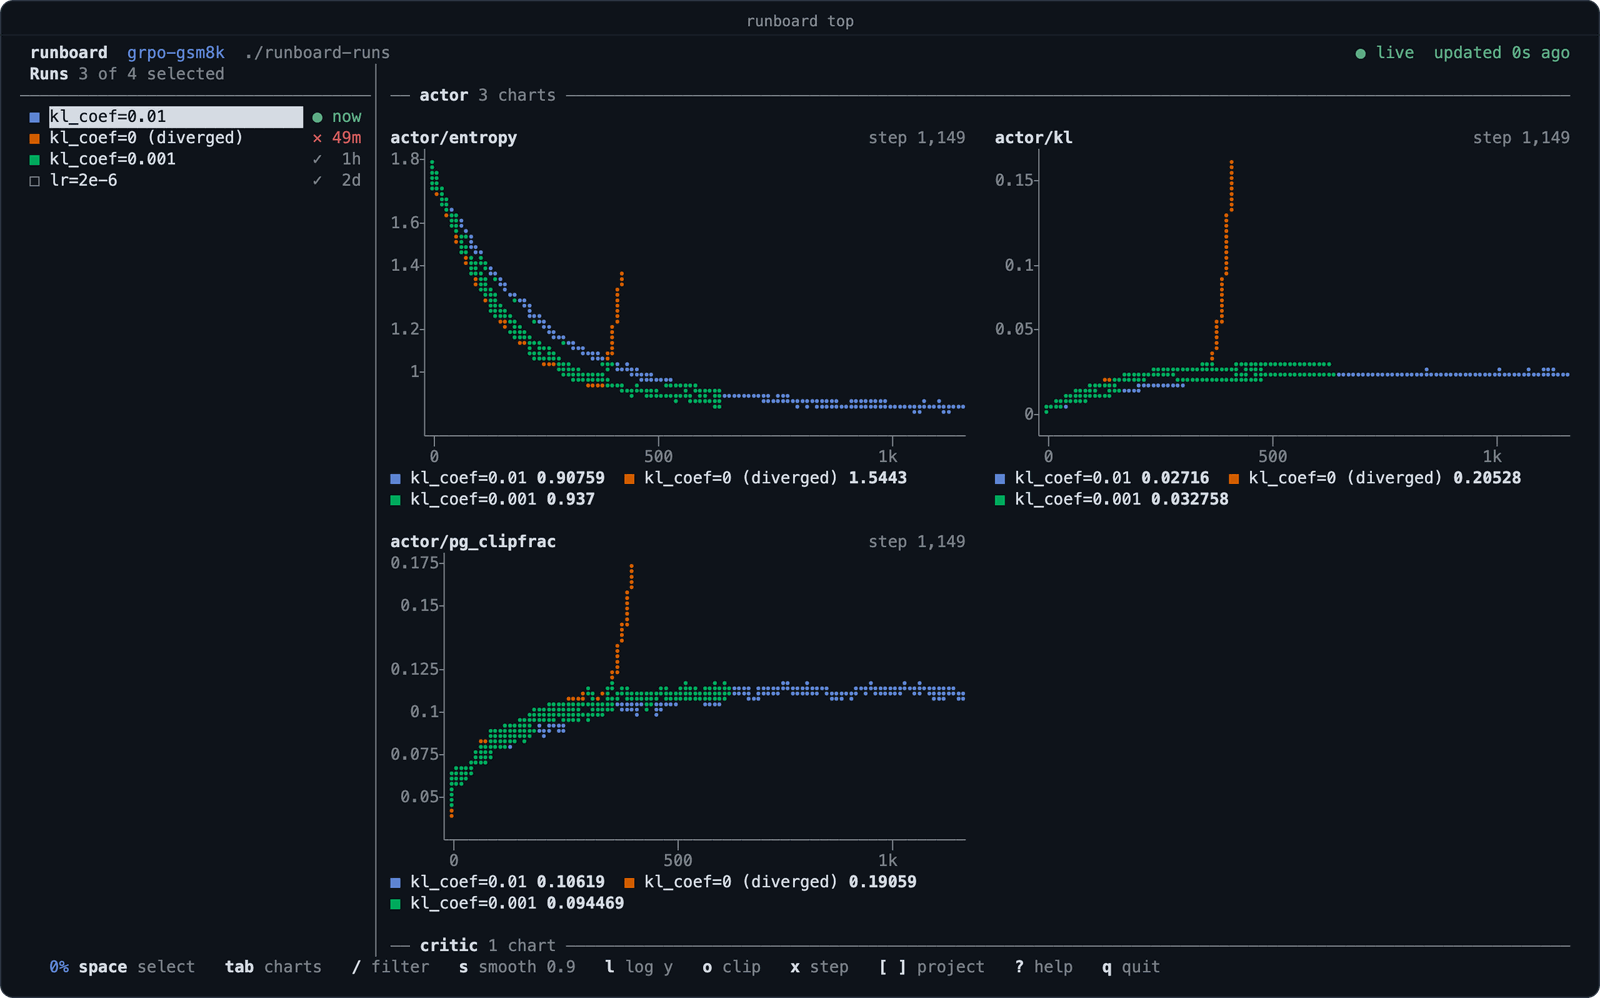 runboard top
runboard grpo-gsm8k ./runboard-runs ● live updated 0s ago
Runs 3 of 4 selected
actor 3 charts
kl_coef=0.01 ● now
kl_coef=0 (diverged) × 49m
kl_coef=0.001 ✓ 1h
lr=2e-6 ✓ 2d
actor/entropy step 1,149
1.8
1.6
1.4
1.2
1
0 500 1k
kl_coef=0.01 0.90759 kl_coef=0 (diverged) 1.5443
kl_coef=0.001 0.937
actor/kl step 1,149
0.15
0.1
0.05
0
0 500 1k
kl_coef=0.01 0.02716 kl_coef=0 (diverged) 0.20528
kl_coef=0.001 0.032758
actor/pg_clipfrac step 1,149
0.175
0.15
0.125
0.1
0.075
0.05
0 500 1k
kl_coef=0.01 0.10619 kl_coef=0 (diverged) 0.19059
kl_coef=0.001 0.094469
critic 1 chart
0% space select tab charts / filter s smooth 0.9 l log y o clip x step [ ] project ? help q quit